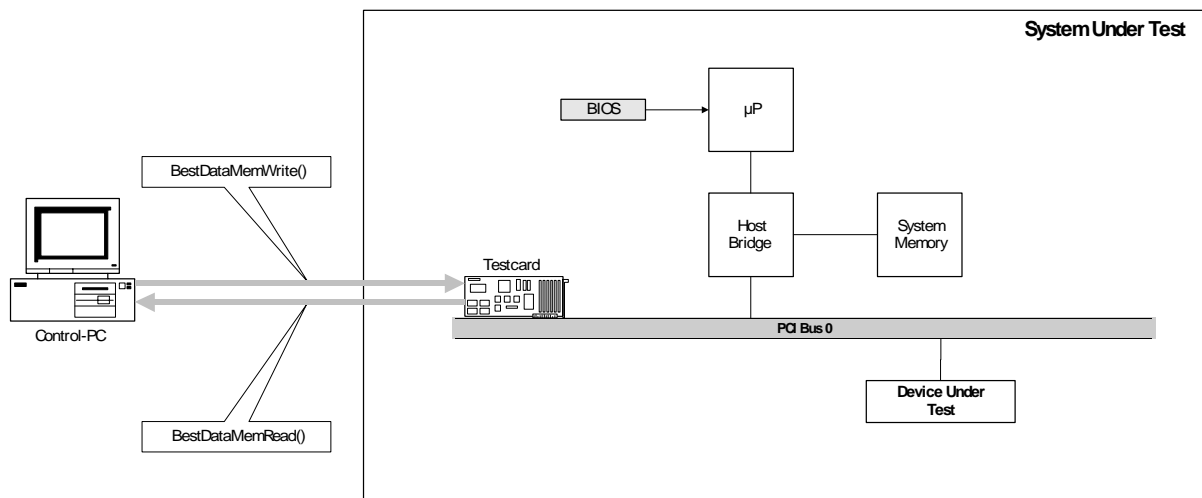 System Under Test
BIOS
µP
BestDataMemWrite()
Host
Bridge
System
Memory
Testcard
Control-PC
PCI Bus 0
Device Under
Test
BestDataMemRead()